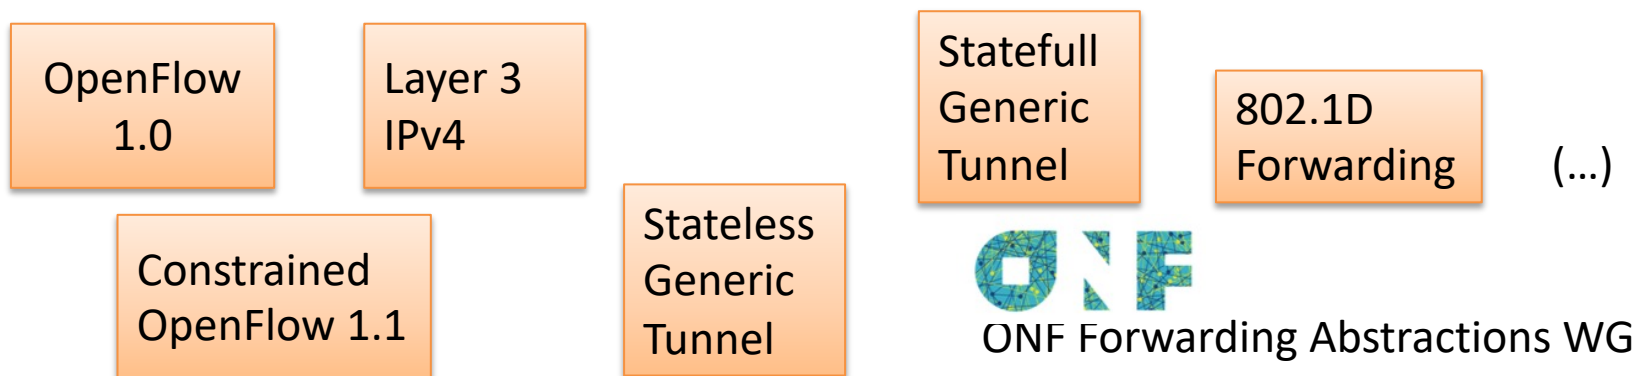 OpenFlow
1.0
Layer 3
IPv4
Statefull
Generic
Tunnel
802.1D
Forwarding
(...)
Constrained
OpenFlow 1.1
Stateless
Generic
Tunnel
ONF
ONF Forwarding Abstractions WG